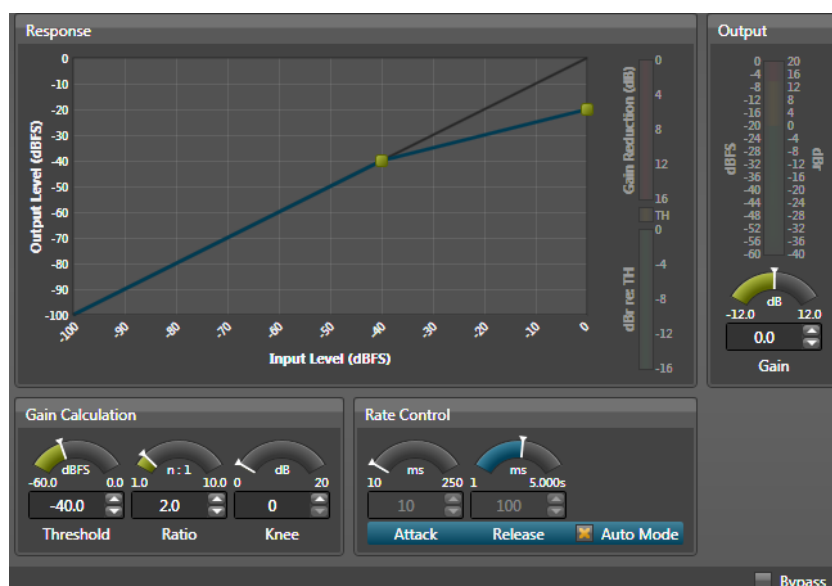 Response
0
-10
-20
-30
-40
-50
-60
-70
-80
-90
-100
Output Level (dBFS)
-100 -90 -80 -70 -60 -50 -40 -30 -20 -10 0
Input Level (dBFS)
Gain Reduction (dB)
0
4
8
12
16
TH
dBr re: TH
0
-4
-8
-12
-16
Output
dBFS
0 20
-4 16
-8 12
-12 8
-16 4
-20 0
-24 -4
-28 -8
-32 -12
-36 -16
-40 -20
-44 -24
-48 -28
-52 -32
-56 -36
-60 -40
dBr
dB
-12.0 12.0
0.0
Gain
Gain Calculation
dBFS
-60.0 0.0
-40.0
Threshold
n : 1
1.0 10.0
2.0
Ratio
dB
0 20
0
Knee
Rate Control
ms
10 250
10
Attack
ms
1 5.000s
100
Release
Auto Mode
Bypass